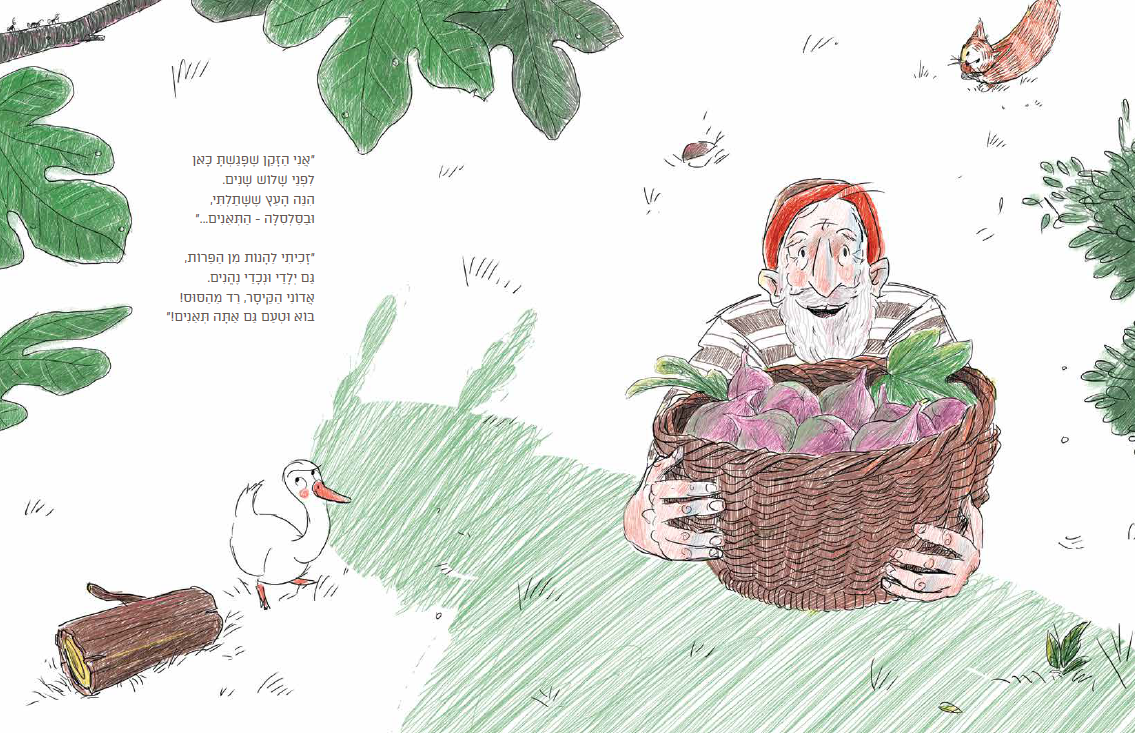 "אֲנִי הַזָּקֵן שֶׁפָּגַשְׁתָּ כָּאן
לִפְנֵי שָׁלוֹשׁ שָׁנִים.
הִנֵּה הָעֵץ שֶׁשָּׁתַלְתִּי,
וּבַסַּלְסִלָּה - הַתְּאֵנִים..."
"זָכִיתִי לֵהָנוֹת מִן הַפֵּרוֹת,
גַּם יְלָדַי וּנְכָדַי נֶהֱנִים.
אֲדוֹנִי הַקֵּיסָר, רֵד מֵהַסּוּס!
בּוֹא וּטְעַם גַּם אַתָּה תְּאֵנִים!"